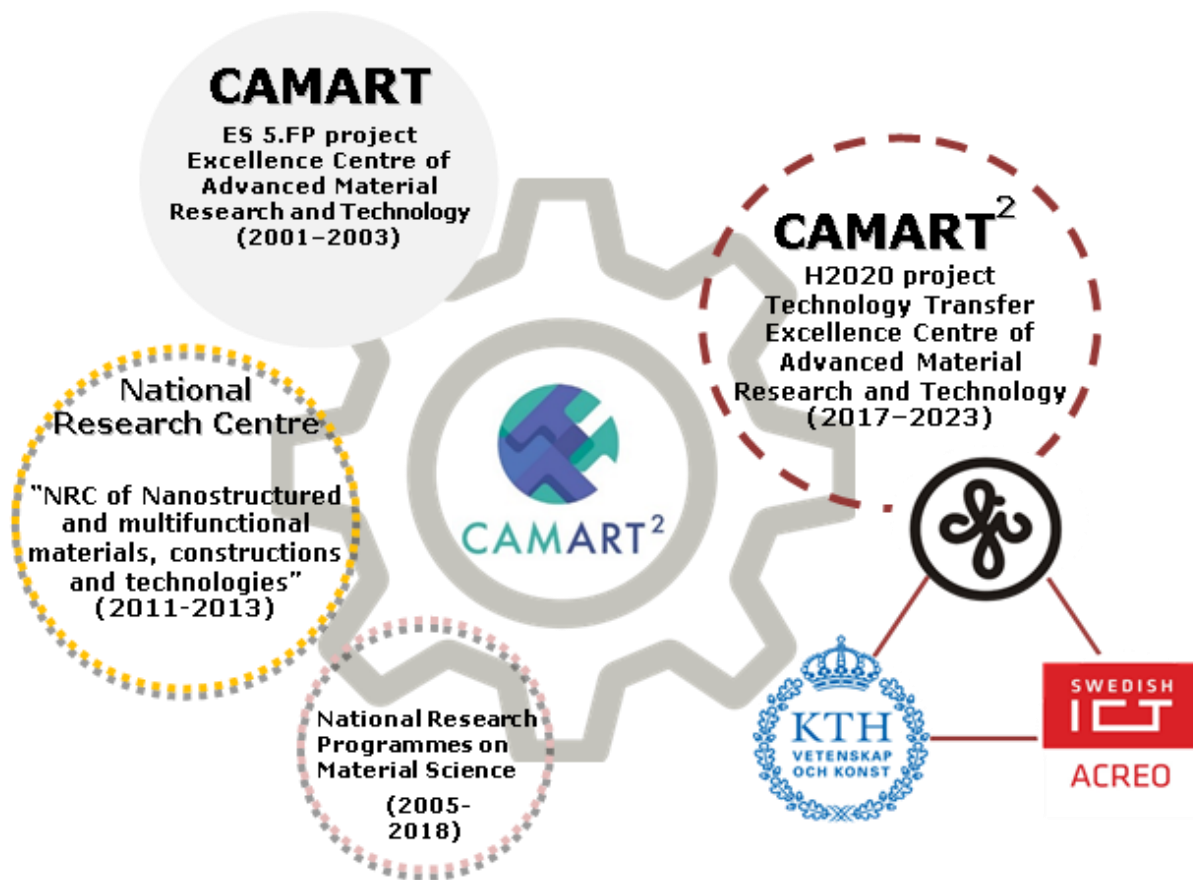 CAMART
ES 5.FP project
Excellence Centre of
Advanced Material
Research and Technology
(2001–2003)
CAMART²
H2020 project
Technology Transfer
Excellence Centre of
Advanced Material
Research and Technology
(2017–2023)
National
Research Centre
"NRC of Nanostructured
and multifunctional
materials, constructions
and technologies”
(2011-2013)
CAMART²
National Research
Programmes on
Material Science
(2005-
2018)
KTH
VETENSKAP
OCH KONST
SWEDISH
ICT
ACREO